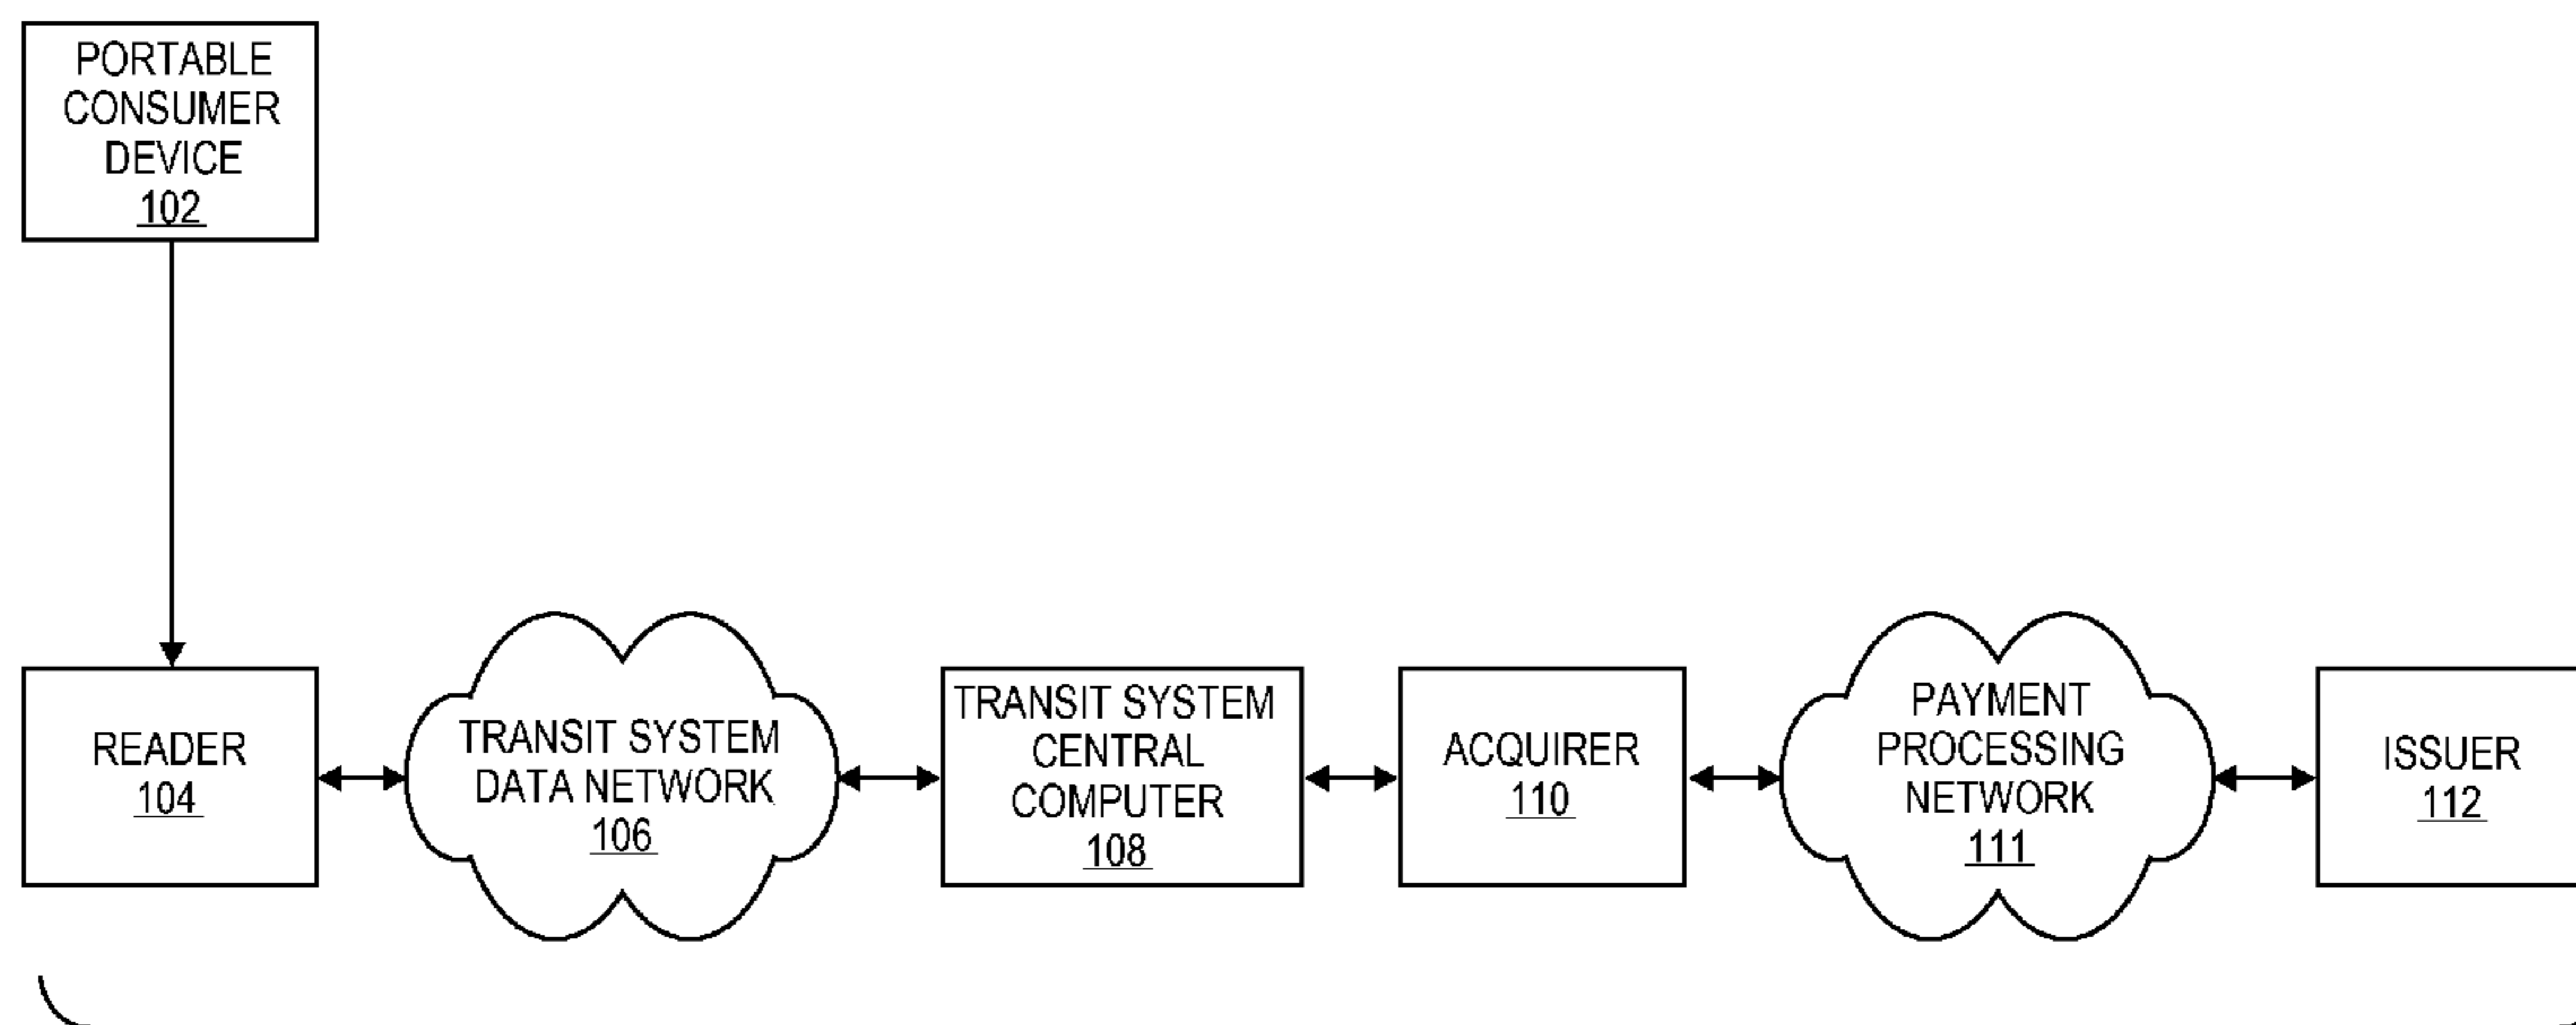 PORTABLE
CONSUMER
DEVICE
102
READER
104
TRANSIT SYSTEM
DATA NETWORK
106
TRANSIT SYSTEM
CENTRAL
COMPUTER
108
ACQUIRER
110
PAYMENT
PROCESSING
NETWORK
111
ISSUER
112